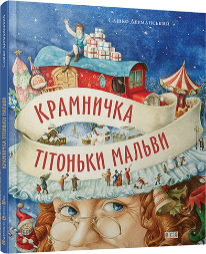 Сашко Дерманський
КРАМНИЧКА
ТІТОНЬКИ МАЛЬВИ